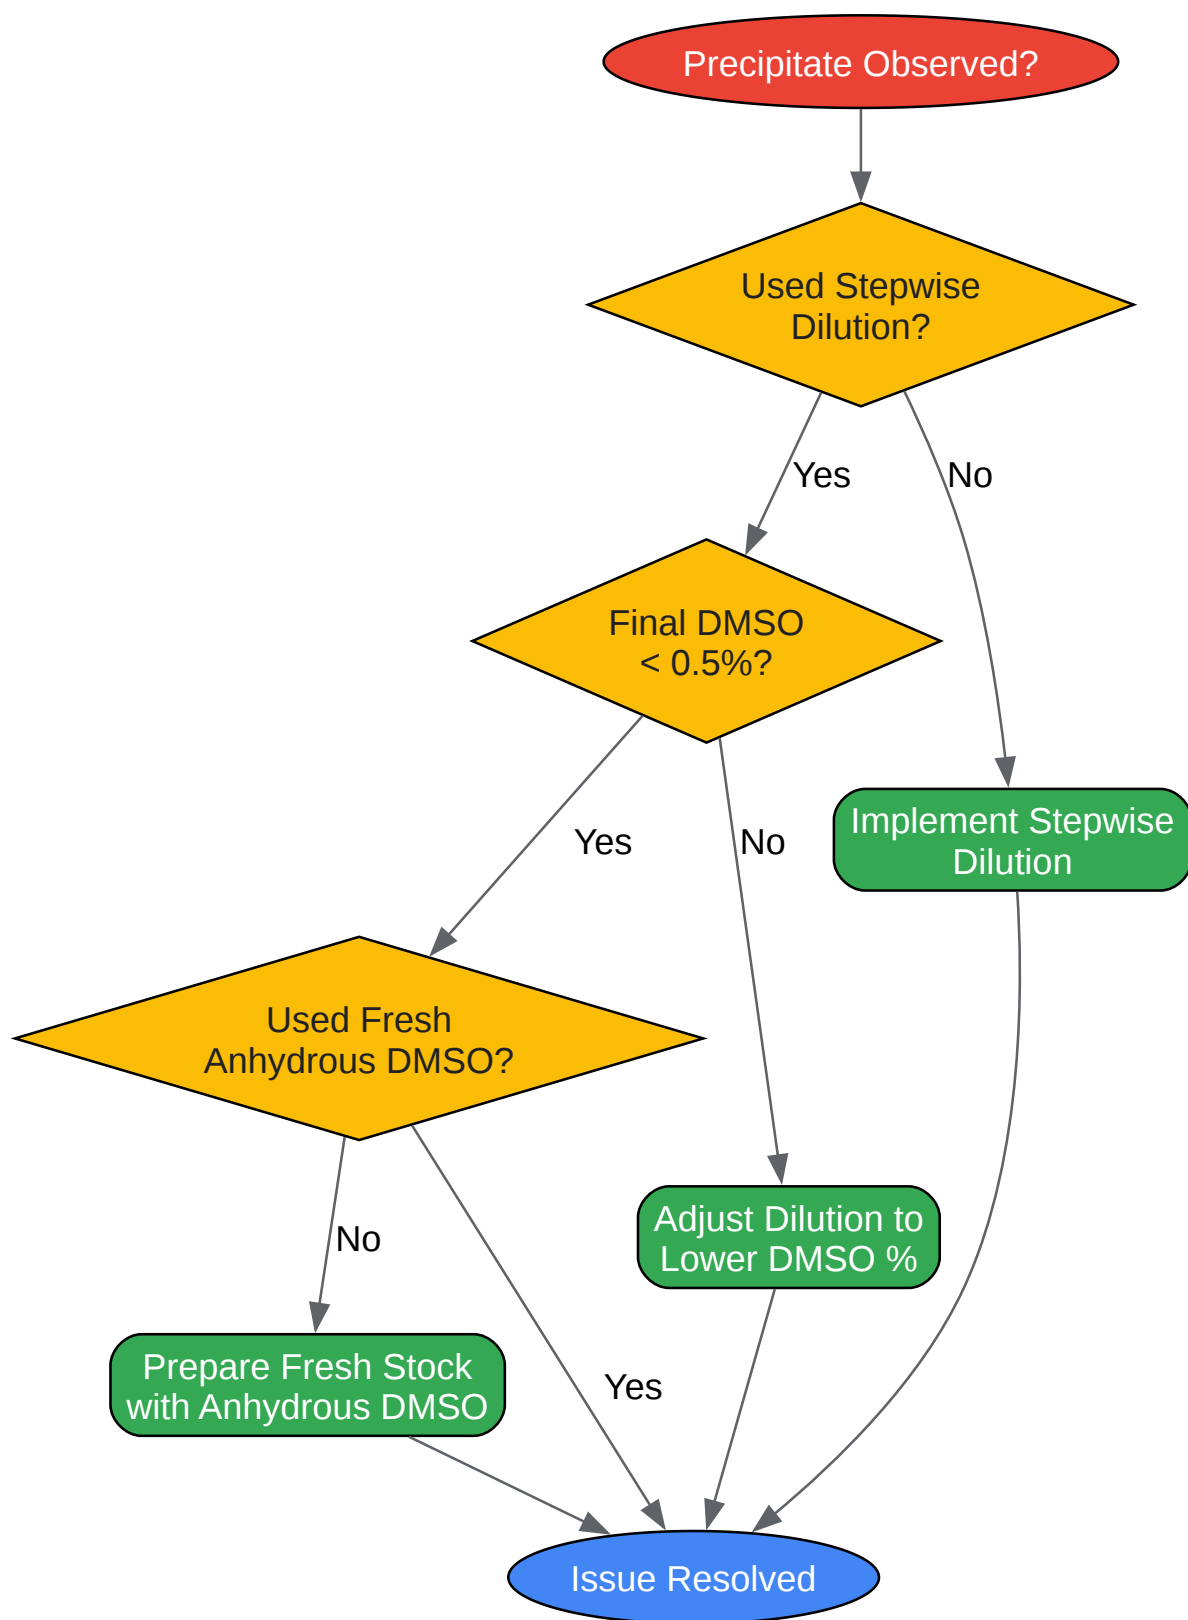 Precipitate Observed?
Used Stepwise
Dilution?
Yes
No
Final DMSO
< 0.5%?
Implement Stepwise
Dilution
Yes
No
Used Fresh
Anhydrous DMSO?
Adjust Dilution to
Lower DMSO %
No
Prepare Fresh Stock
with Anhydrous DMSO
Yes
Issue Resolved